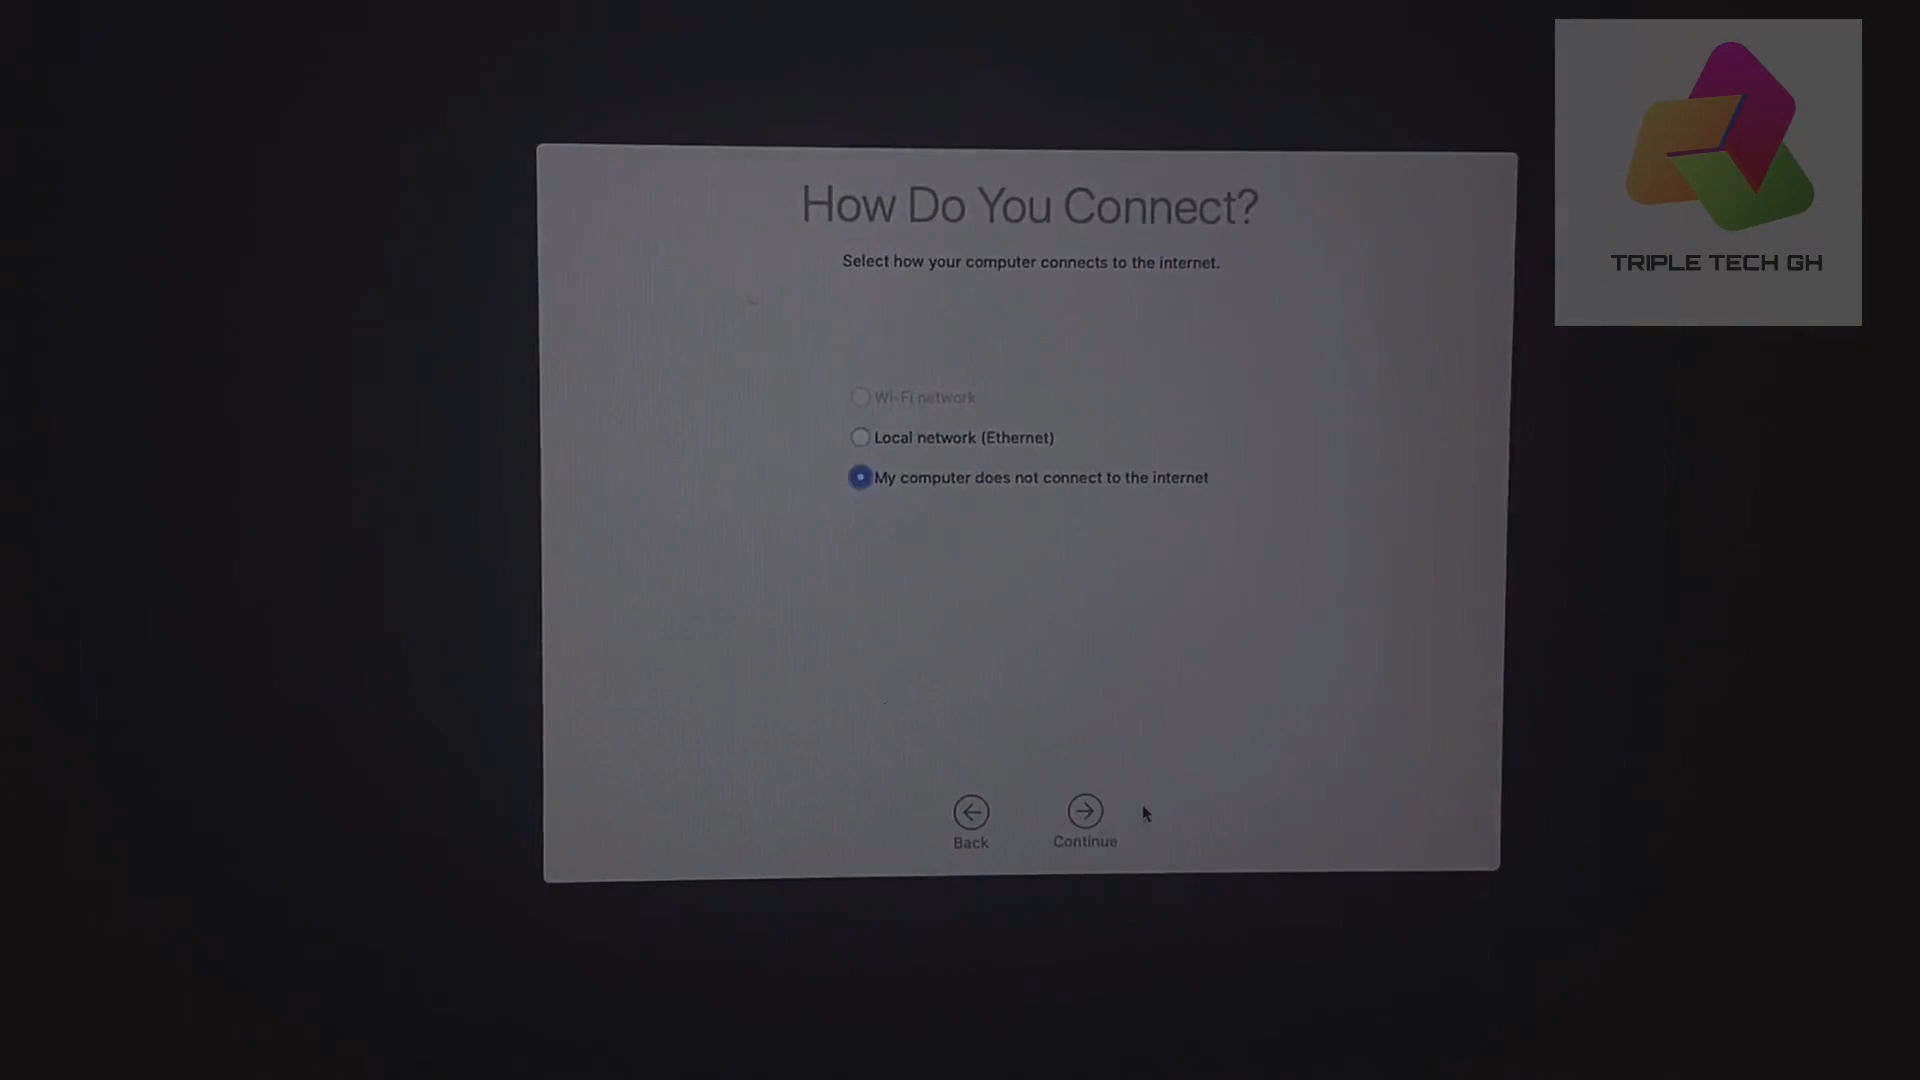 How Do You Connect?
Select how your computer connects to the internet.
Wi-Fi network
Local network (Ethernet)
My computer does not connect to the internet
Back
Continue
TRIPLE TECH GH